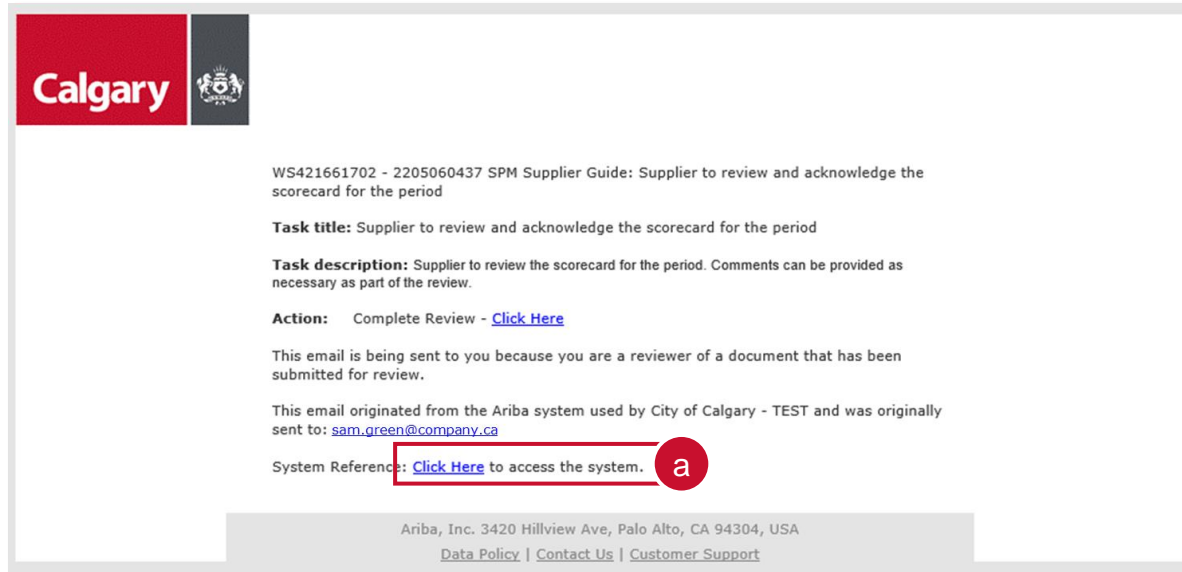 Calgary
WS421661702 - 2205060437 SPM Supplier Guide: Supplier to review and acknowledge the
scorecard for the period
Task title: Supplier to review and acknowledge the scorecard for the period
Task description: Supplier to review the scorecard for the period. Comments can be provided as
necessary as part of the review.
Action: Complete Review - Click Here
This email is being sent to you because you are a reviewer of a document that has been
submitted for review.
This email originated from the Ariba system used by City of Calgary - TEST and was originally
sent to: sam.green@company.ca
System Reference: Click Here to access the system.
a
Ariba, Inc. 3420 Hillview Ave, Palo Alto, CA 94304, USA
Data Policy | Contact Us | Customer Support